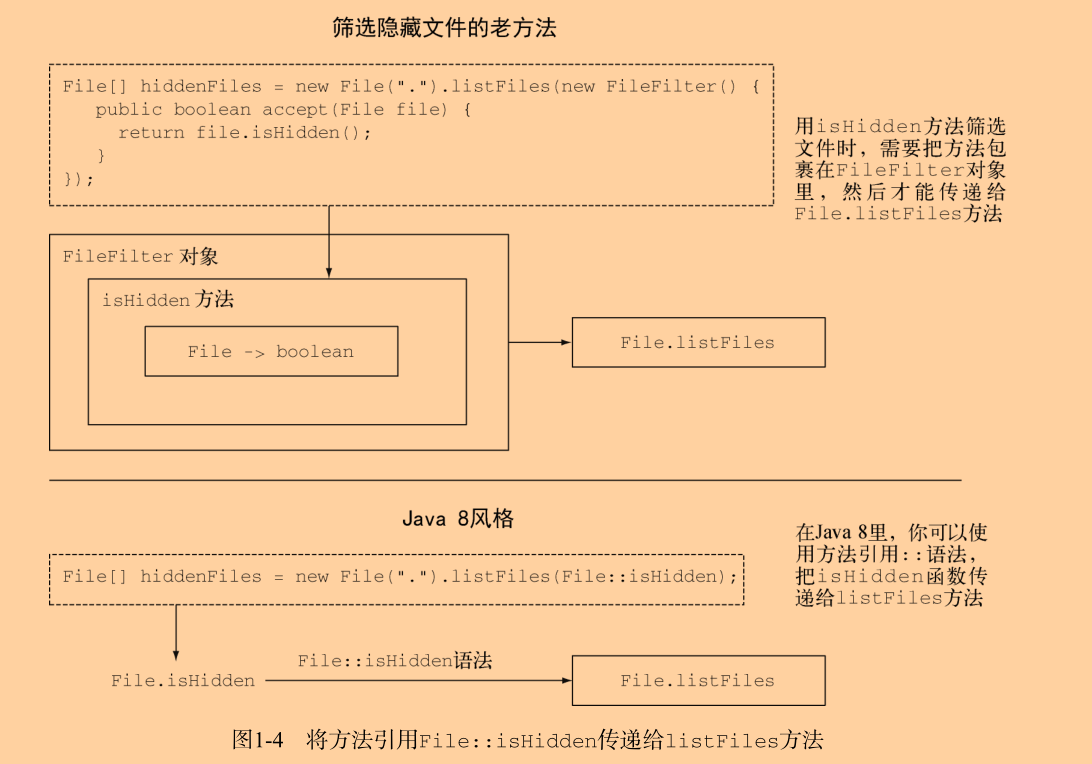 筛选隐藏文件的老方法
File[] hiddenFiles = new File(".").listFiles(new FileFilter() {
public boolean accept(File file) {
return file.isHidden();
}
});
用isHidden方法筛选
文件时，需要把方法包
裹在FileFilter对象
里，然后才能传递给
File.listFiles方法
FileFilter 对象
isHidden 方法
File -> boolean
File.listFiles
Java 8风格
File[] hiddenFiles = new File(".").listFiles(File::isHidden);
在Java 8里，你可以使
用方法引用::语法，
把isHidden函数传
递给listFiles方法
File::isHidden语法
File.isHidden
File.listFiles
图1-4 将方法引用File::isHidden传递给listFiles方法